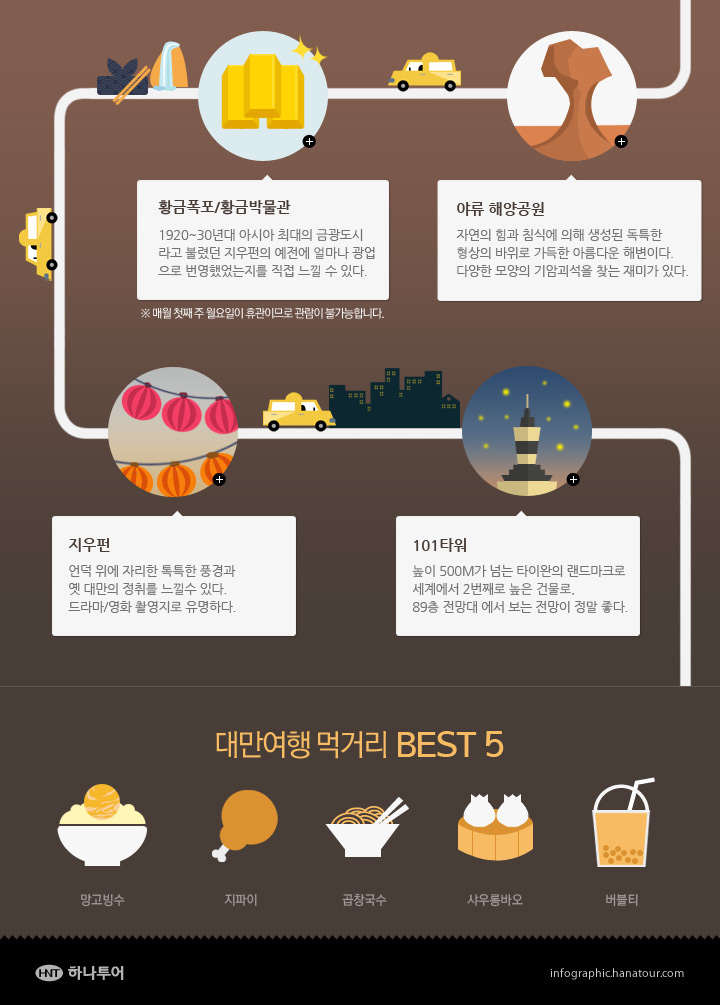 황금폭포/황금박물관
1920~30년대 아시아 최대의 금광도시
라고 불렸던 지우펀의 예전에 얼마나 광업
으로 번영했었는지를 직접 느낄 수 있다.
※ 매월 첫째 주 월요일이 휴관이므로 관람이 불가능합니다.
야류 해양공원
자연의 힘과 침식에 의해 생성된 독특한
형상의 바위로 가득한 아름다운 해변이다.
다양한 모양의 기암괴석을 찾는 재미가 있다.
지우펀
언덕 위에 자리한 톡특한 풍경과
옛 대만의 정취를 느낄수 있다.
드라마/영화 촬영지로 유명하다.
101타워
높이 500M가 넘는 타이완의 랜드마크로
세계에서 2번째로 높은 건물로,
89층 전망대 에서 보는 전망이 정말 좋다.
대만여행 먹거리 BEST 5
망고빙수
지파이
곱창국수
샤우롱바오
버블티
HNT 하나투어
infographic.hanatour.com